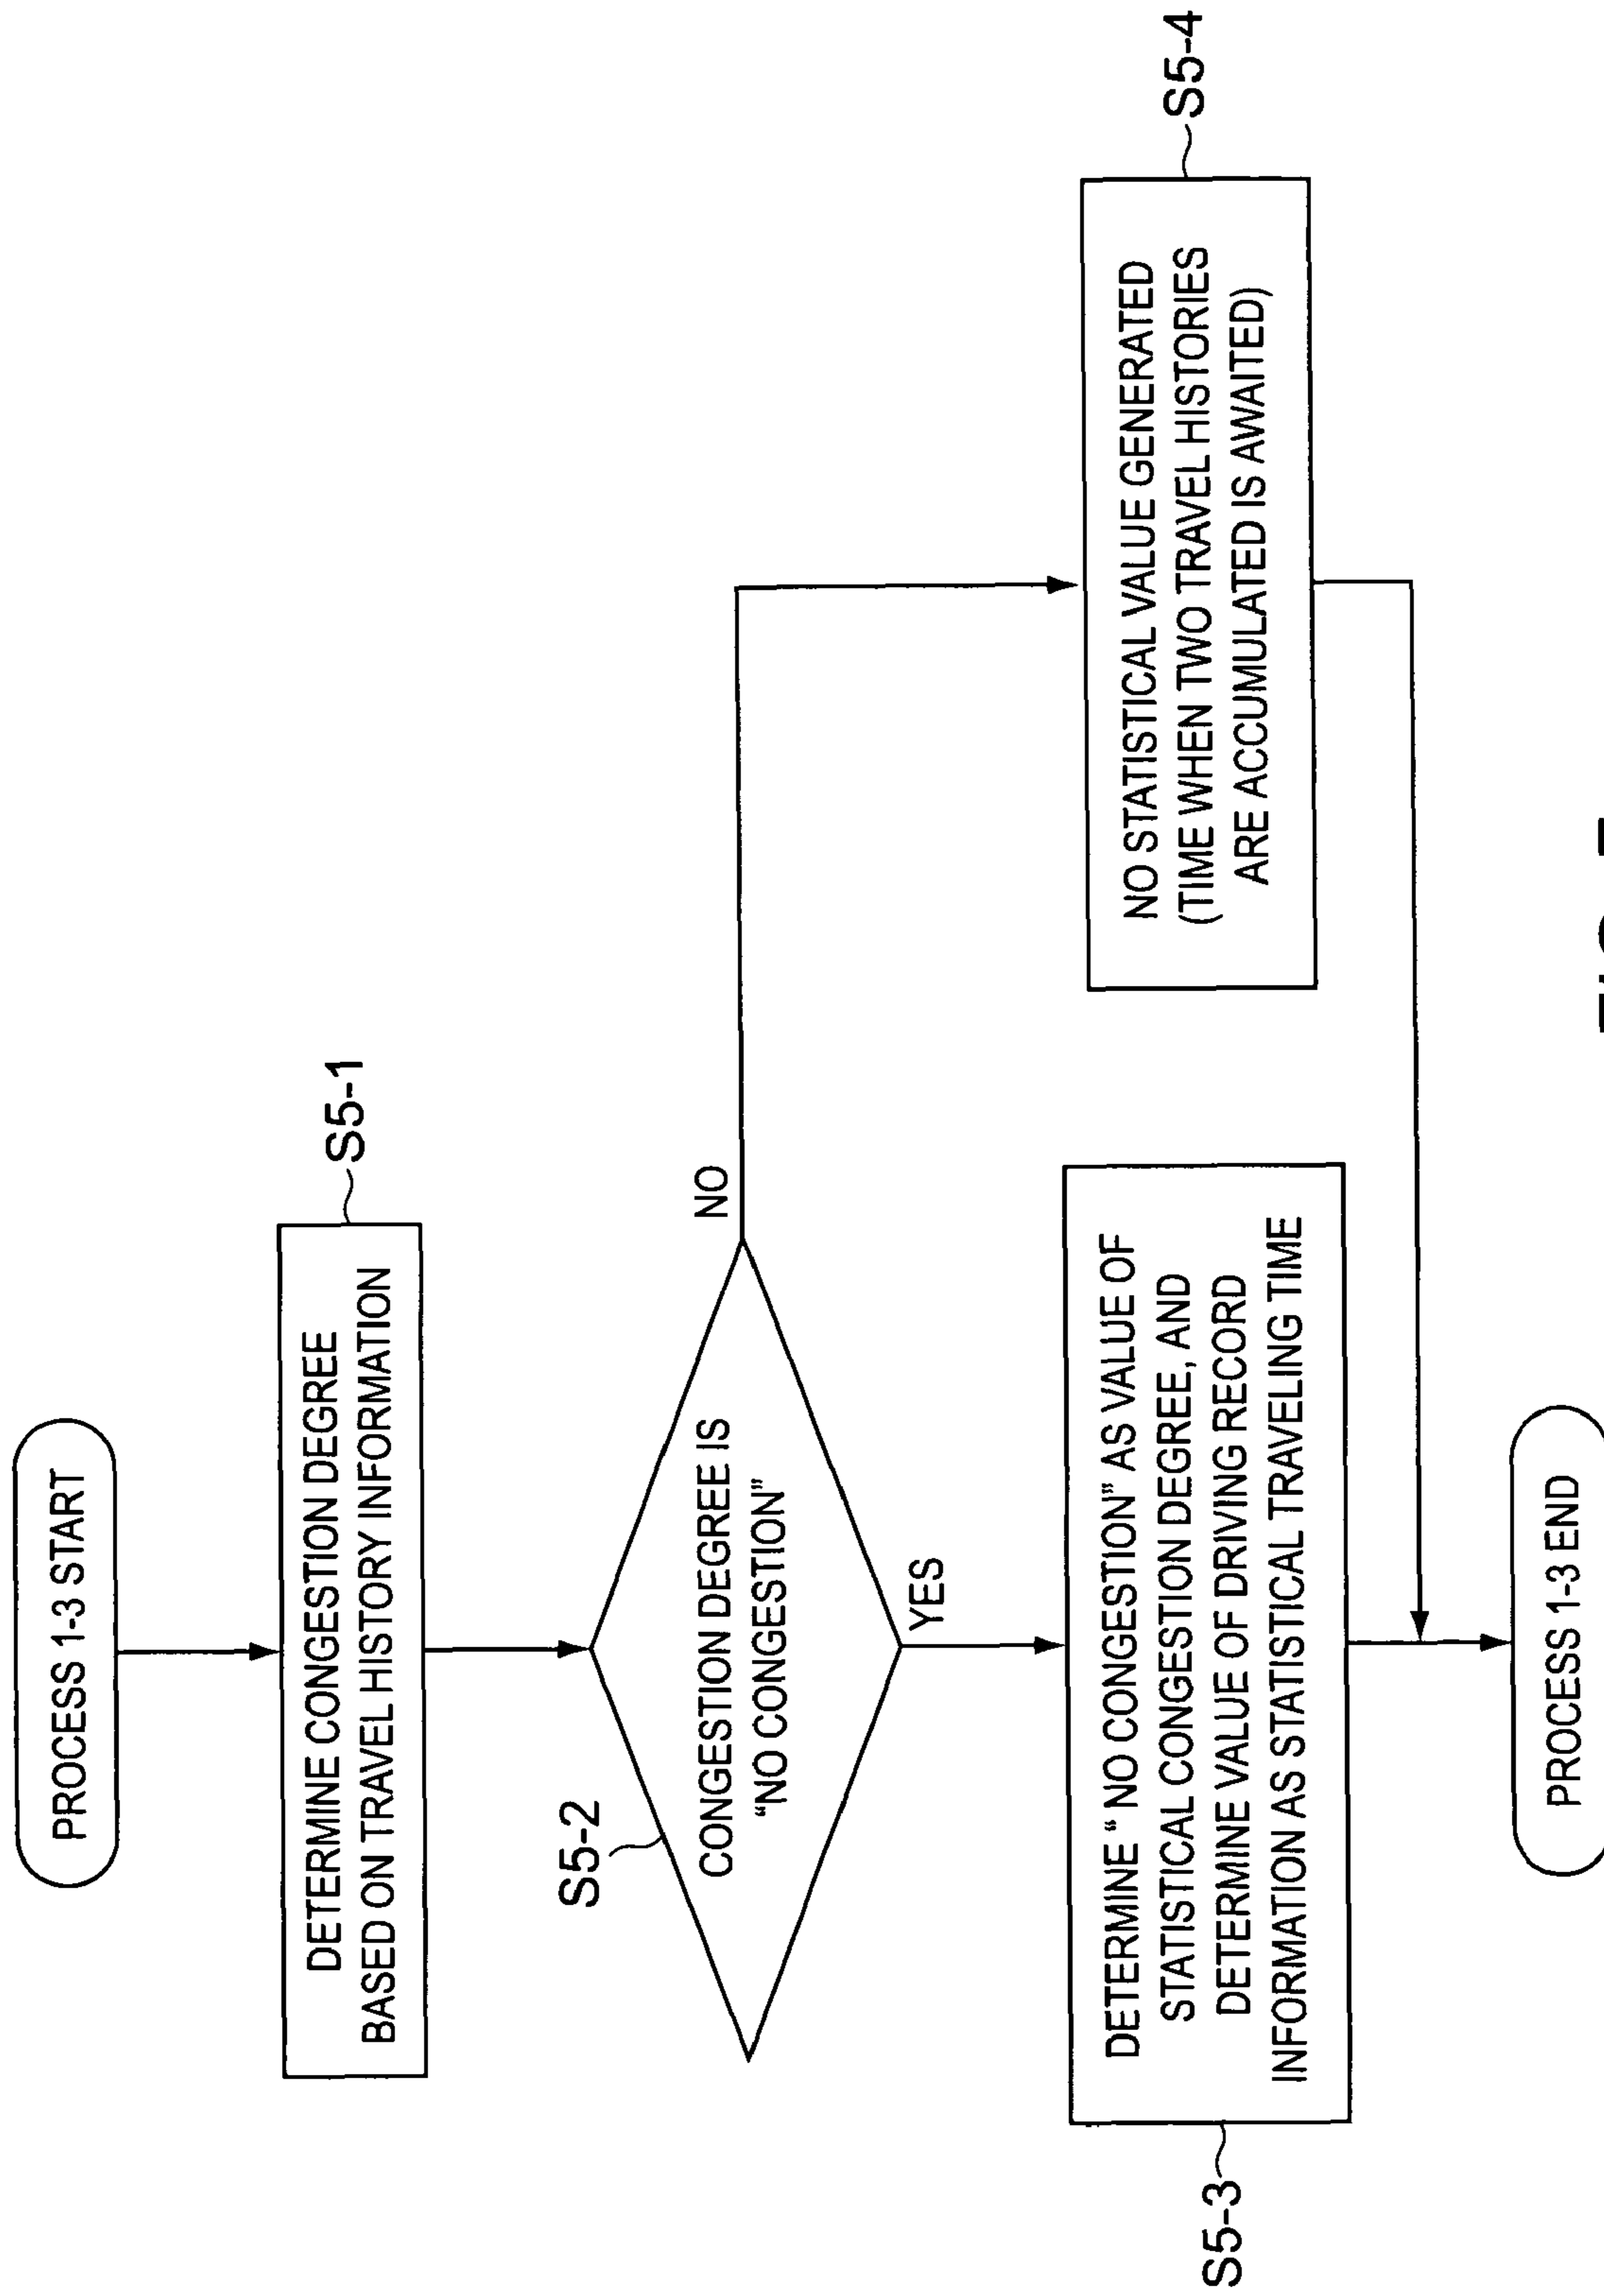 PROCESS 1-3 START
DETERMINE CONGESTION DEGREE
BASED ON TRAVEL HISTORY INFORMATION
S5-1
S5-2
CONGESTION DEGREE IS
“NO CONGESTION”
NO
YES
S5-3
DETERMINE “ NO CONGESTION” AS VALUE OF
STATISTICAL CONGESTION DEGREE, AND
DETERMINE VALUE OF DRIVING RECORD
INFORMATION AS STATISTICAL TRAVELING TIME
NO STATISTICAL VALUE GENERATED
(TIME WHEN TWO TRAVEL HISTORIES
ARE ACCUMULATED IS AWAITED)
S5-4
PROCESS 1-3 END